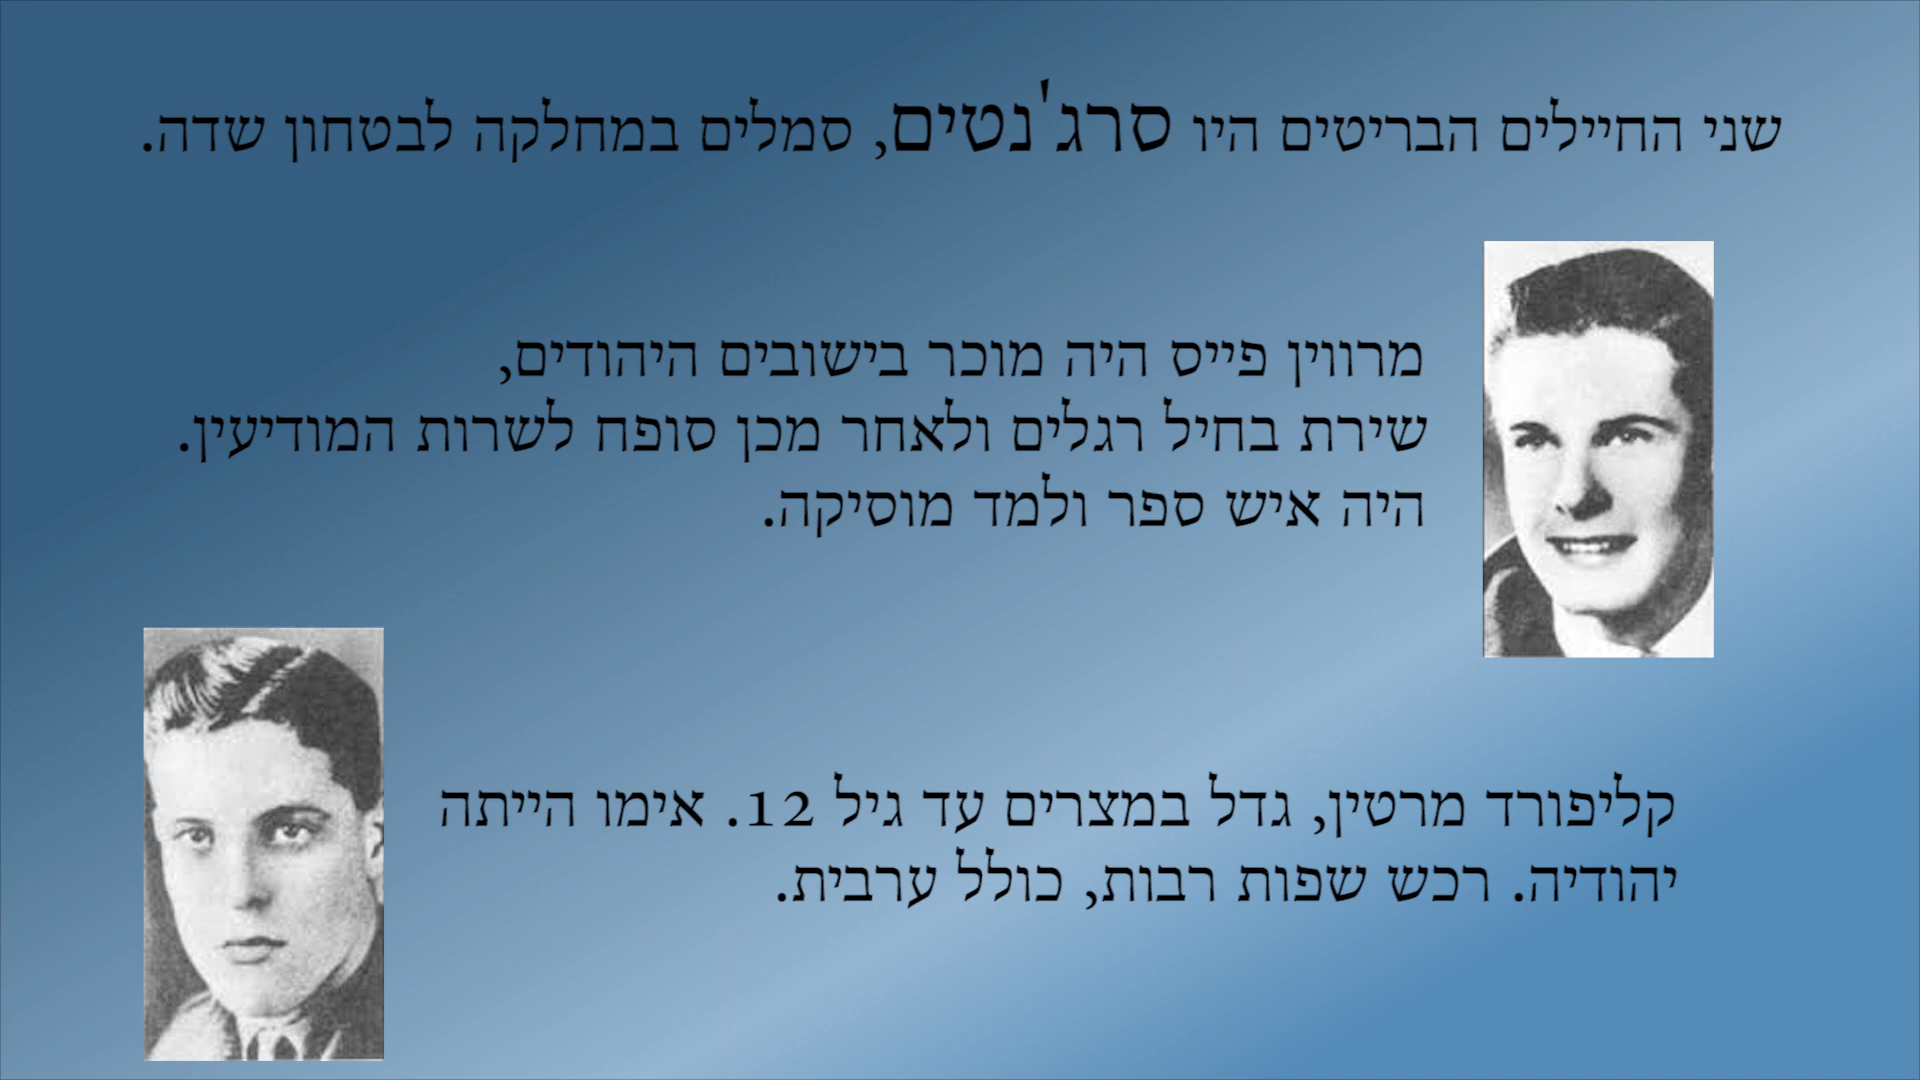 שני החיילים הבריטים היו סרג'נטים, סמלים במחלקה לבטחון שדה.
מרווין פייס היה מוכר בישובים היהודים,
שירת בחיל רגלים ולאחר מכן סופח לשרות המודיעין.
היה איש ספר ולמד מוסיקה.
קליפורד מרטין, גדל במצרים עד גיל 12. אימו הייתה
יהודיה. רכש שפות רבות, כולל ערבית.